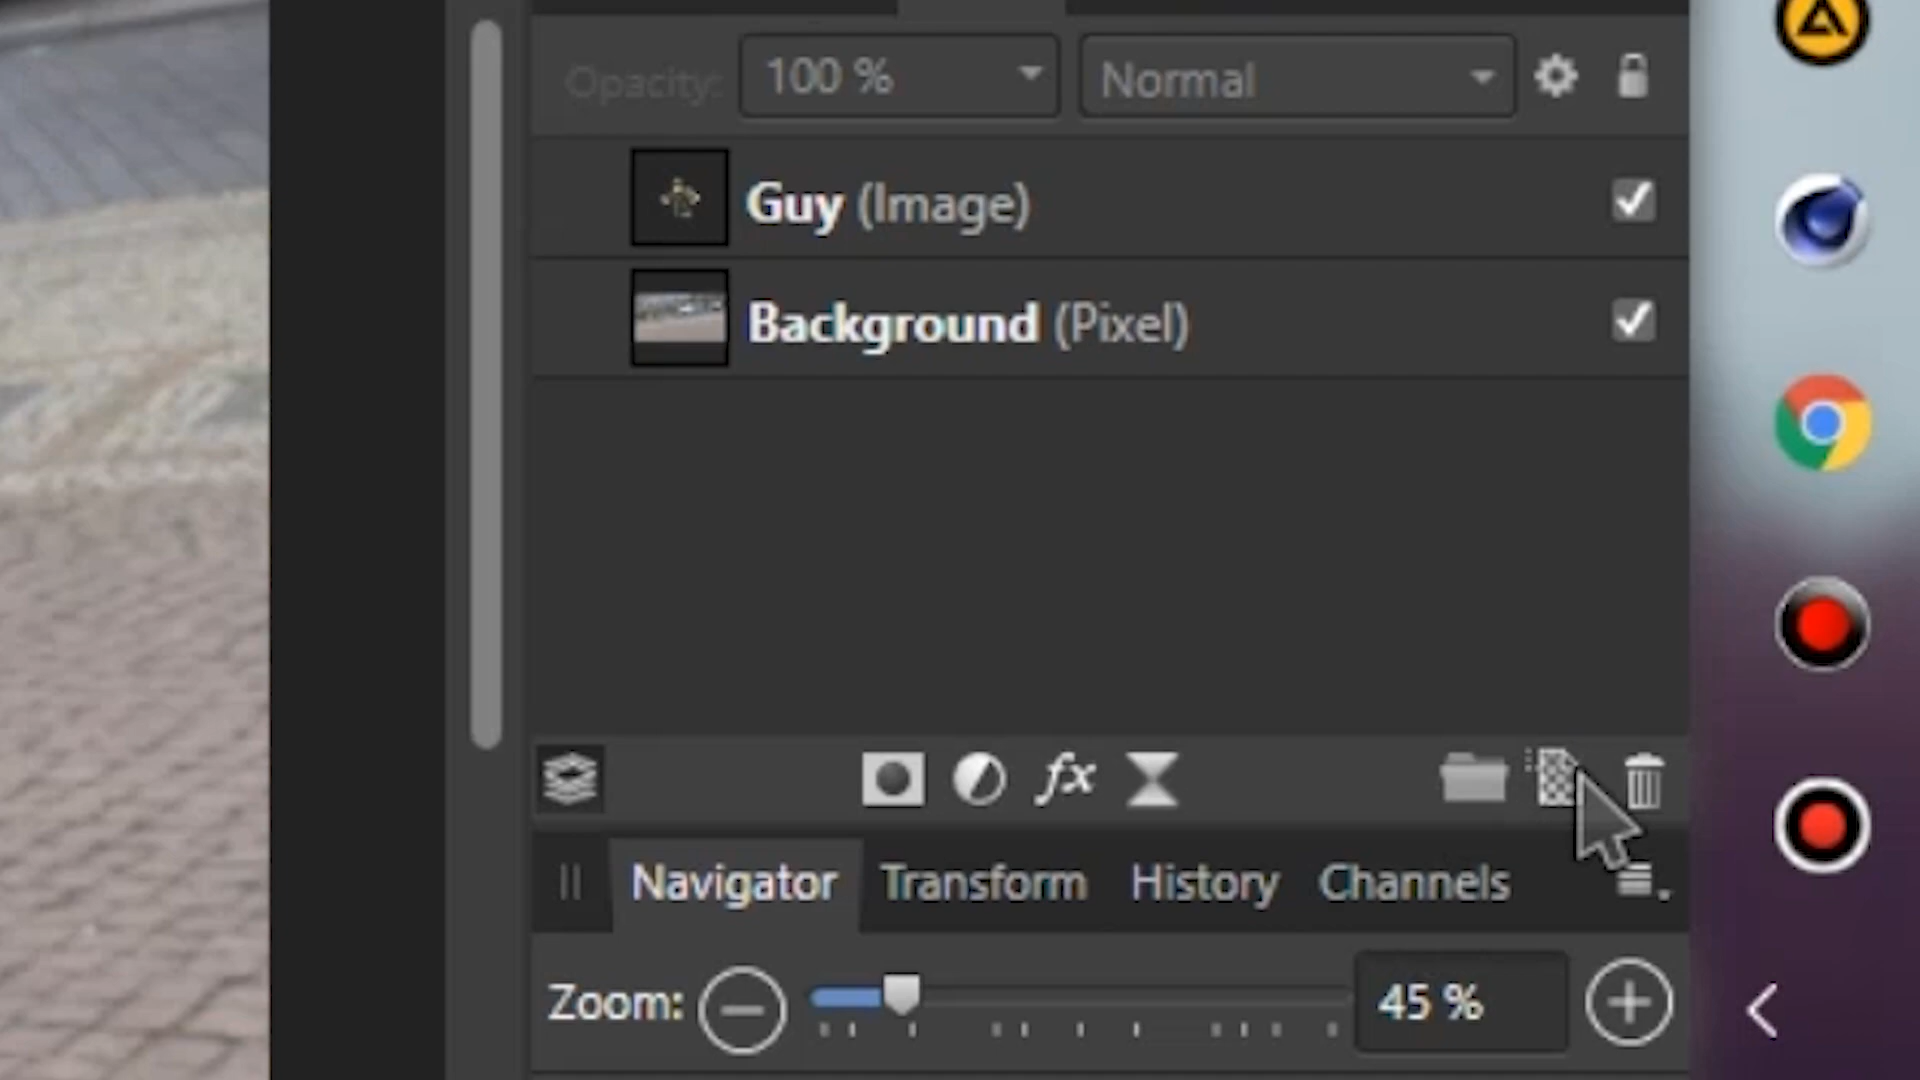 Opacity: 100 % Normal
Guy (Image)
Background (Pixel)
fx
Navigator Transform History Channels
Zoom: 45 %